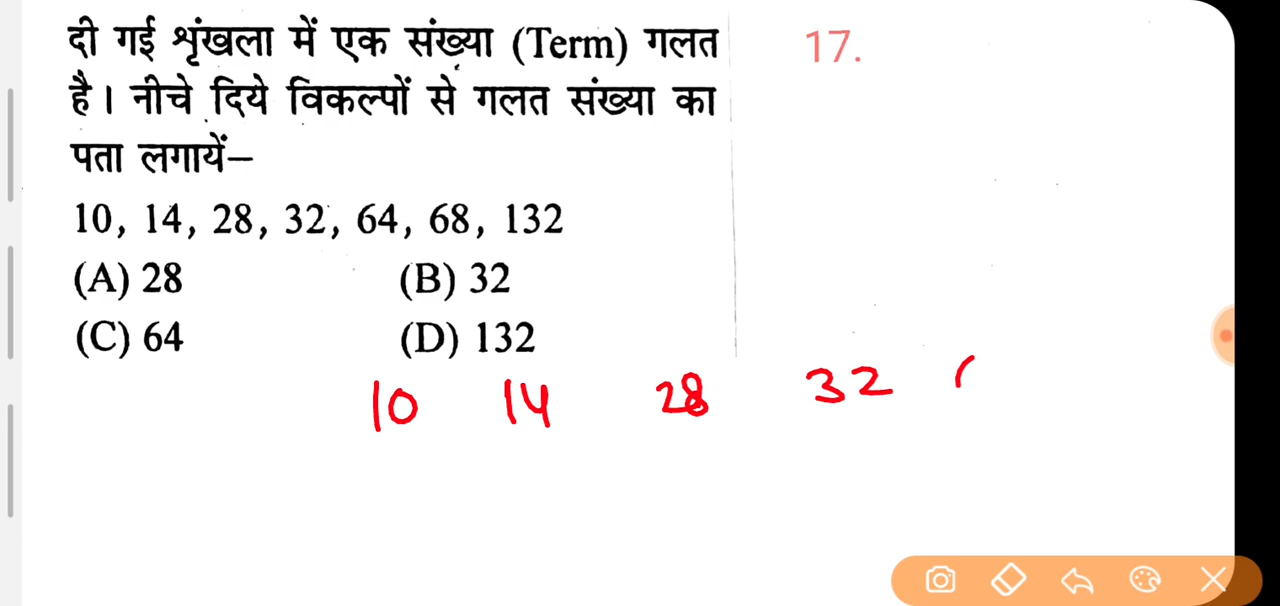 दी गई शृंखला में एक संख्या (Term) गलत
है। नीचे दिये विकल्पों से गलत संख्या का
पता लगायें–
10, 14, 28, 32, 64, 68, 132
(A) 28 (B) 32
(C) 64 (D) 132
17.
10 14 28 32 (